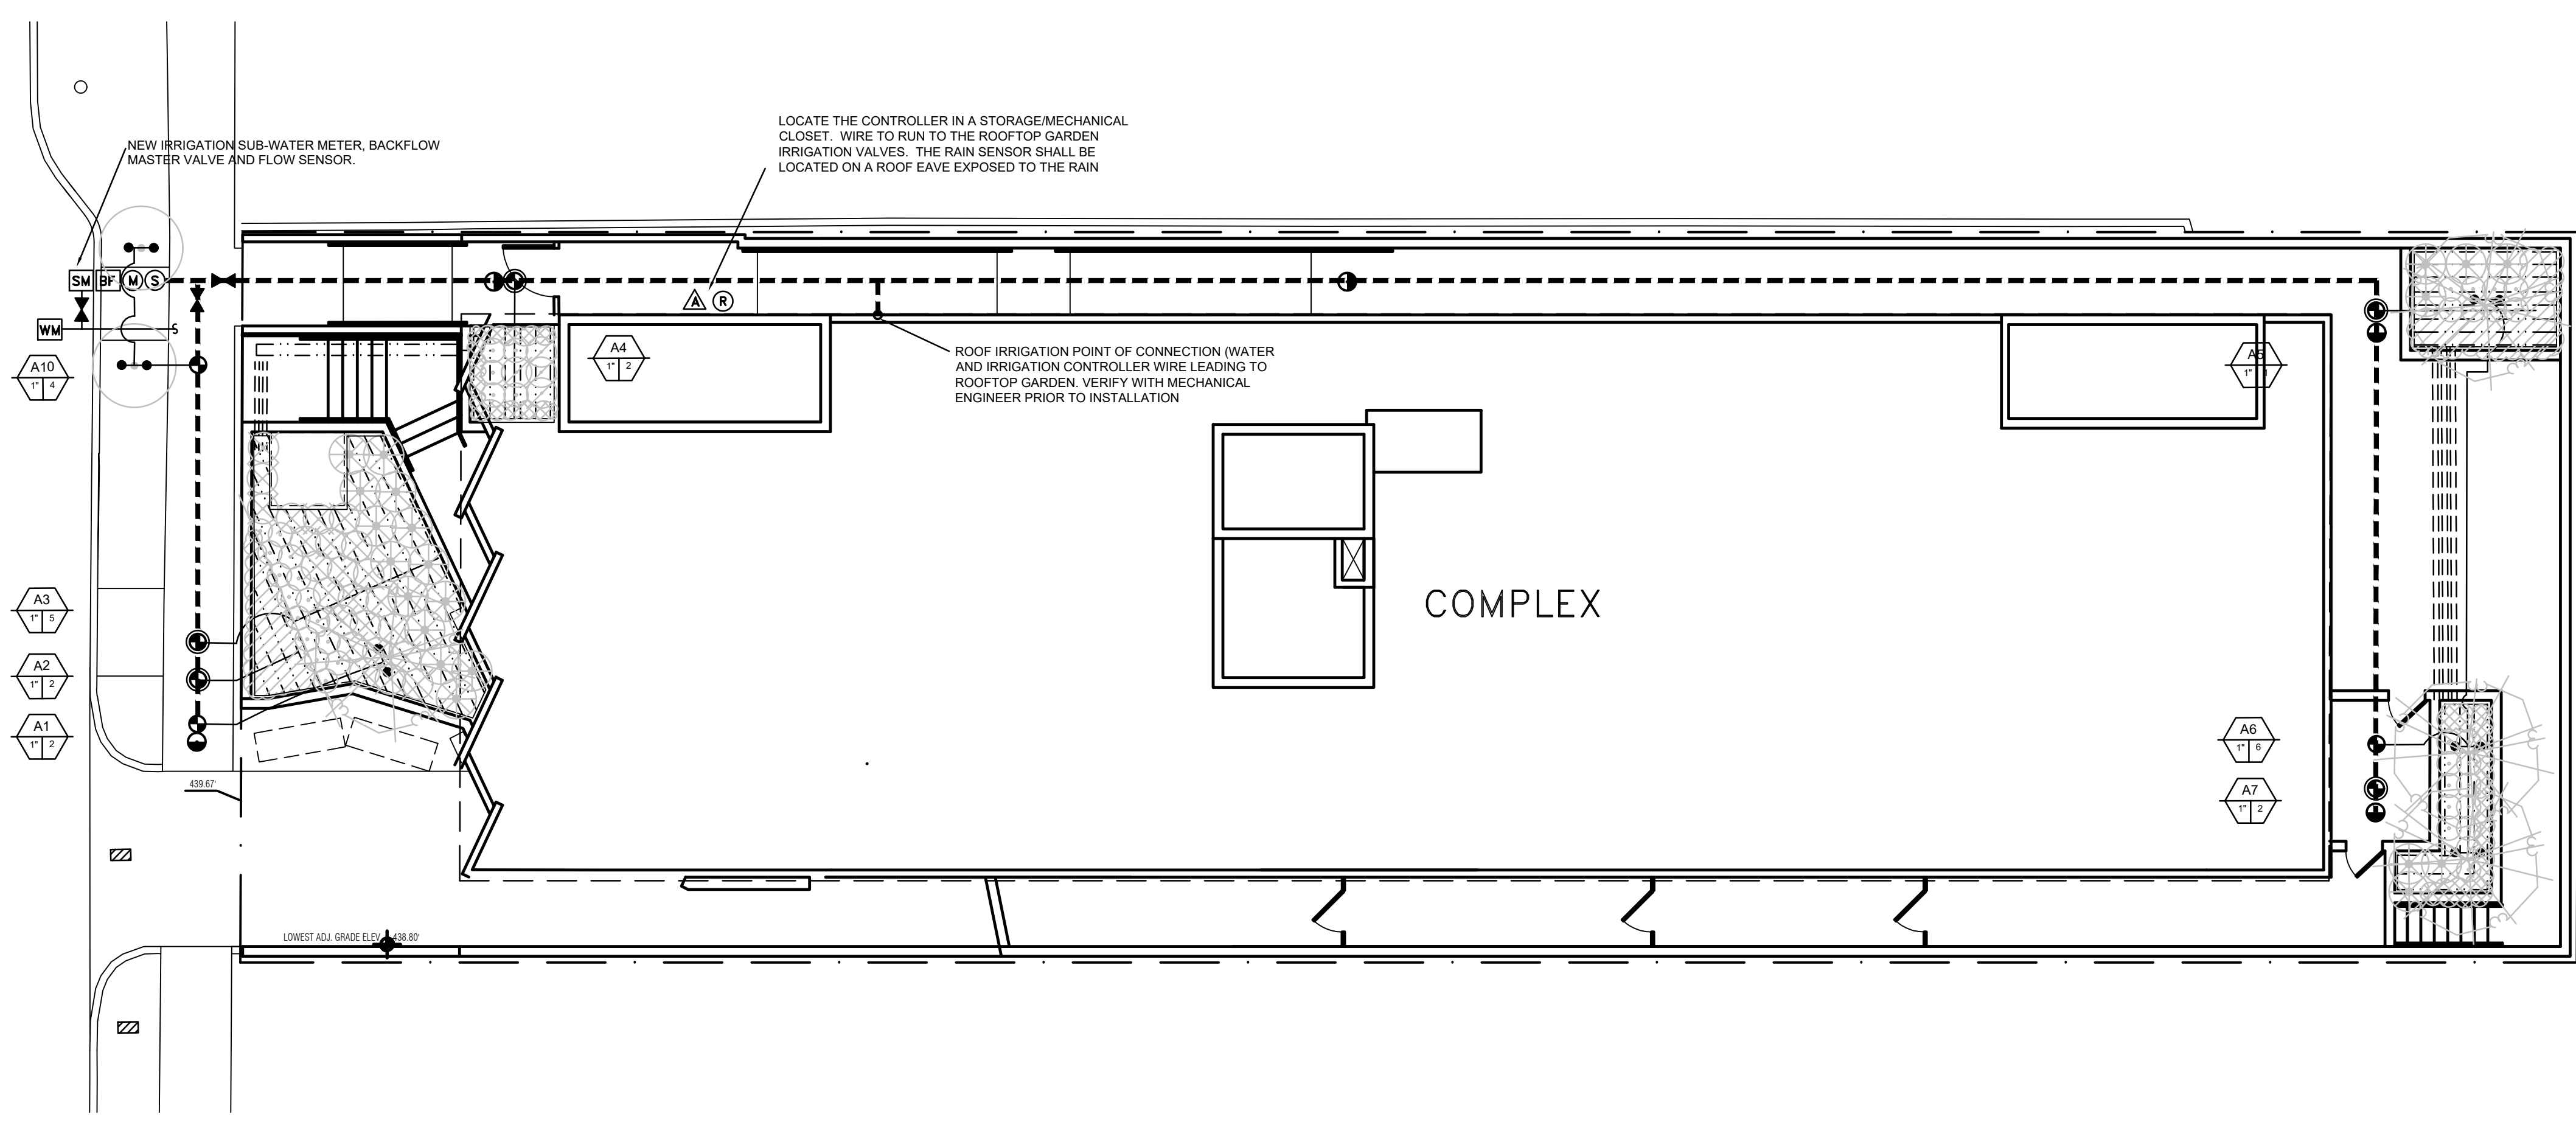 NEW IRRIGATION SUB-WATER METER, BACKFLOW
MASTER VALVE AND FLOW SENSOR.
LOCATE THE CONTROLLER IN A STORAGE/MECHANICAL
CLOSET. WIRE TO RUN TO THE ROOFTOP GARDEN
IRRIGATION VALVES. THE RAIN SENSOR SHALL BE
LOCATED ON A ROOF EAVE EXPOSED TO THE RAIN
SM BF M S
WM
A R
ROOF IRRIGATION POINT OF CONNECTION (WATER
AND IRRIGATION CONTROLLER WIRE LEADING TO
ROOFTOP GARDEN. VERIFY WITH MECHANICAL
ENGINEER PRIOR TO INSTALLATION
A4
1" 2
A5
1" 1
A10
1" 4
A3
1" 5
A2
1" 2
A1
1" 2
COMPLEX
A6
1" 6
A7
1" 2
439.67'
LOWEST ADJ. GRADE ELEV. 438.80'